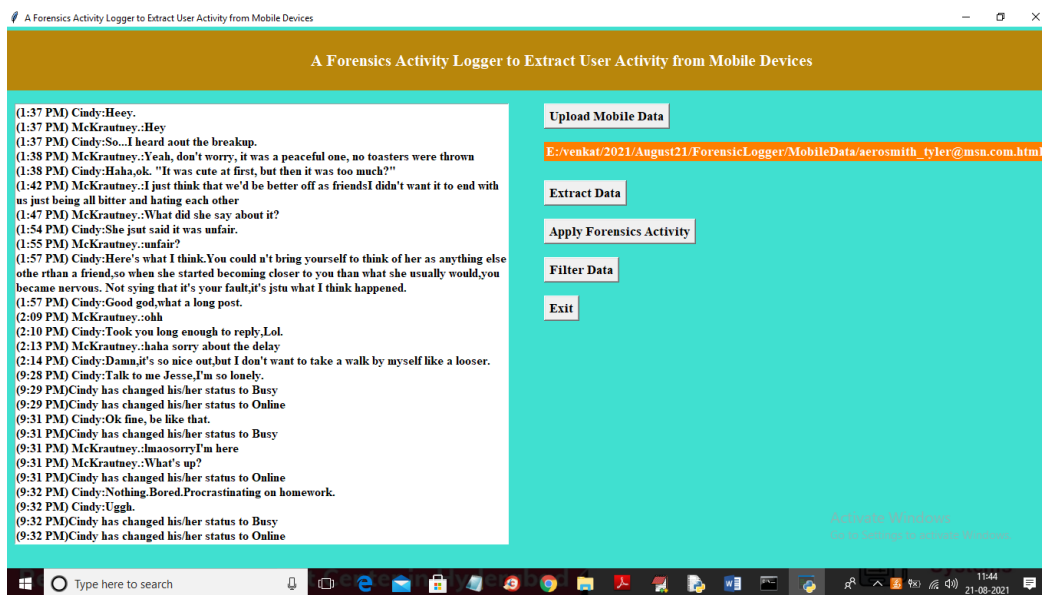 A Forensics Activity Logger to Extract User Activity from Mobile Devices
A Forensics Activity Logger to Extract User Activity from Mobile Devices
(1:37 PM) Cindy:Heey.
(1:37 PM) McKrautney.:Hey
(1:37 PM) Cindy:So...I heard aout the breakup.
(1:38 PM) McKrautney.:Yeah, don't worry, it was a peaceful one, no toasters were thrown
(1:38 PM) Cindy:Haha,ok. "It was cute at first, but then it was too much?"
(1:42 PM) McKrautney.:I just think that we'd be better off as friendsI didn't want it to end with
us just being all bitter and hating each other
(1:47 PM) McKrautney.:What did she say about it?
(1:54 PM) Cindy:She jsut said it was unfair.
(1:55 PM) McKrautney.:unfair?
(1:57 PM) Cindy:Here's what I think.You could n't bring yourself to think of her as anything else
othe rthan a friend,so when she started becoming closer to you than what she usually would,you
became nervous. Not sying that it's your fault,it's jstu what I think happened.
(1:57 PM) Cindy:Good god,what a long post.
(2:09 PM) McKrautney.:ohh
(2:10 PM) Cindy:Took you long enough to reply,Lol.
(2:13 PM) McKrautney.:haha sorry about the delay
(2:14 PM) Cindy:Damn,it's so nice out,but I don't want to take a walk by myself like a looser.
(9:28 PM) Cindy:Talk to me Jesse,I'm so lonely.
(9:29 PM)Cindy has changed his/her status to Busy
(9:29 PM)Cindy has changed his/her status to Online
(9:31 PM) Cindy:Ok fine, be like that.
(9:31 PM)Cindy has changed his/her status to Busy
(9:31 PM) McKrautney.:lmaosorryI'm here
(9:31 PM) McKrautney.:What's up?
(9:31 PM)Cindy has changed his/her status to Online
(9:32 PM) Cindy:Nothing.Bored.Procrastinating on homework.
(9:32 PM) Cindy:Uggh.
(9:32 PM)Cindy has changed his/her status to Busy
(9:32 PM)Cindy has changed his/her status to Online
Upload Mobile Data
E:/venkat/2021/August21/ForensicLogger/MobileData/aerosmith_tyler@msn.com.html
Extract Data
Apply Forensics Activity
Filter Data
Exit
Activate Windows
Go to Settings to activate Windows.
Type here to search
11:44
21-08-2021